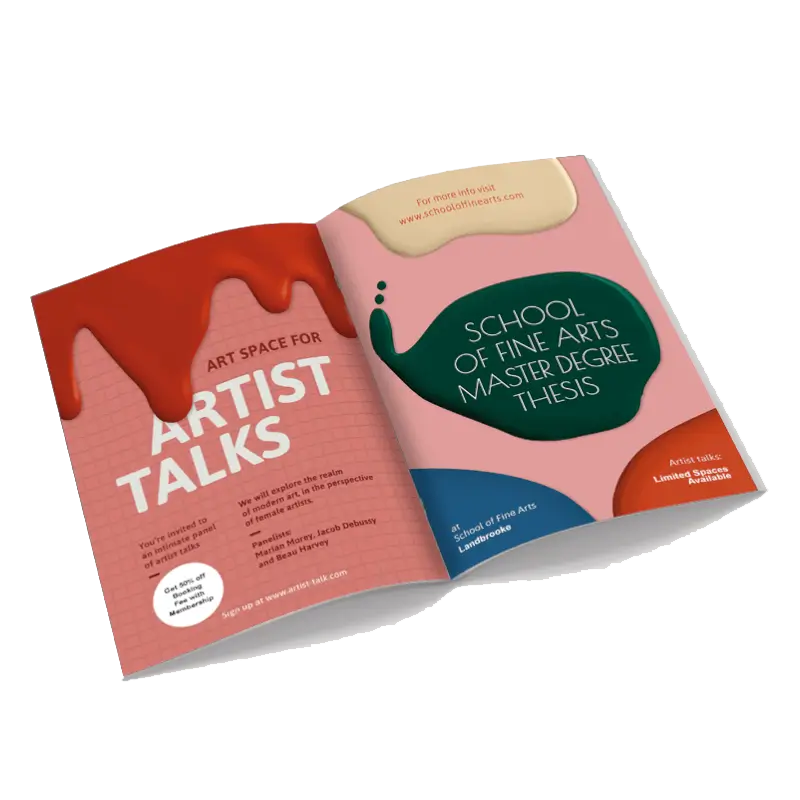 ART SPACE FOR
ARTIST
TALKS
You're invited to
an intimate panel
of artist talks
We will explore the realm
of modern art, in the perspective
of female artists.
Panelists:
Marian Morey, Jacob Debussy
and Beau Harvey
Get 50% off
Booking
Fee with
Membership
Sign up at www.artist-talk.com
For more info visit
www.schooloffinearts.com
SCHOOL
OF FINE ARTS
MASTER DEGREE
THESIS
at
School of Fine Arts
Landbrooke
Artist talks:
Limited Spaces
Available